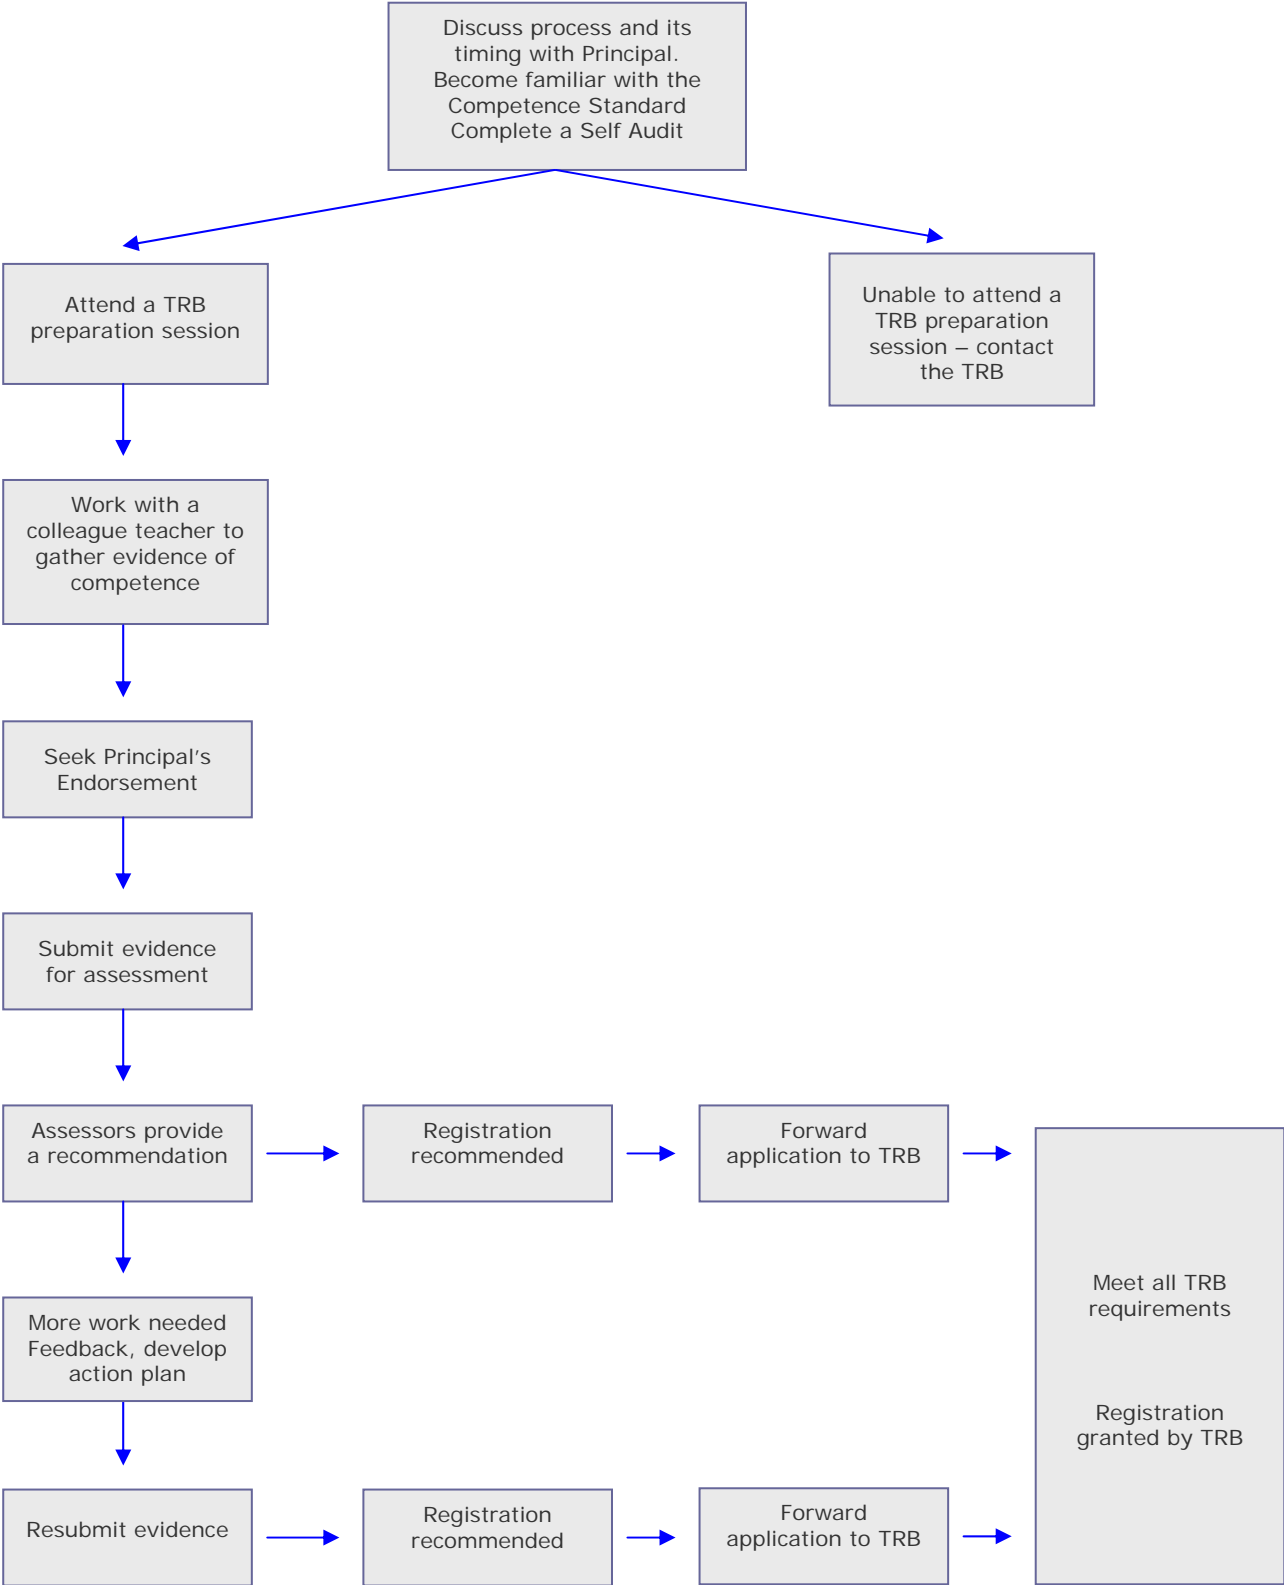 Discuss process and its
timing with Principal.
Become familiar with the
Competence Standard
Complete a Self Audit
Attend a TRB
preparation session
Unable to attend a
TRB preparation
session – contact
the TRB
Work with a
colleague teacher to
gather evidence of
competence
Seek Principal's
Endorsement
Submit evidence
for assessment
Assessors provide
a recommendation
Registration
recommended
Forward
application to TRB
Meet all TRB
requirements
Registration
granted by TRB
More work needed
Feedback, develop
action plan
Resubmit evidence
Registration
recommended
Forward
application to TRB